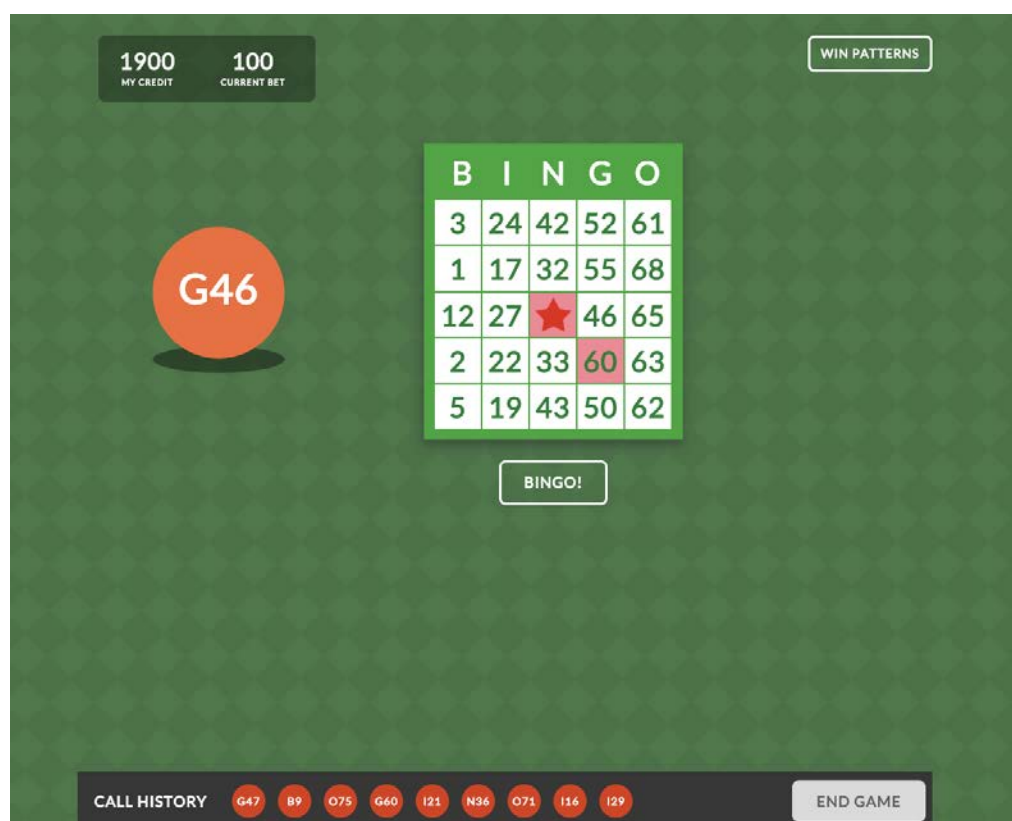 1900 100
MY CREDIT CURRENT BET
WIN PATTERNS
B I N G O
3 24 42 52 61
1 17 32 55 68
12 27 46 65
2 22 33 60 63
5 19 43 50 62
G46
BINGO!
CALL HISTORY G47 B9 O75 G60 I21 N36 O71 I16 I29 END GAME